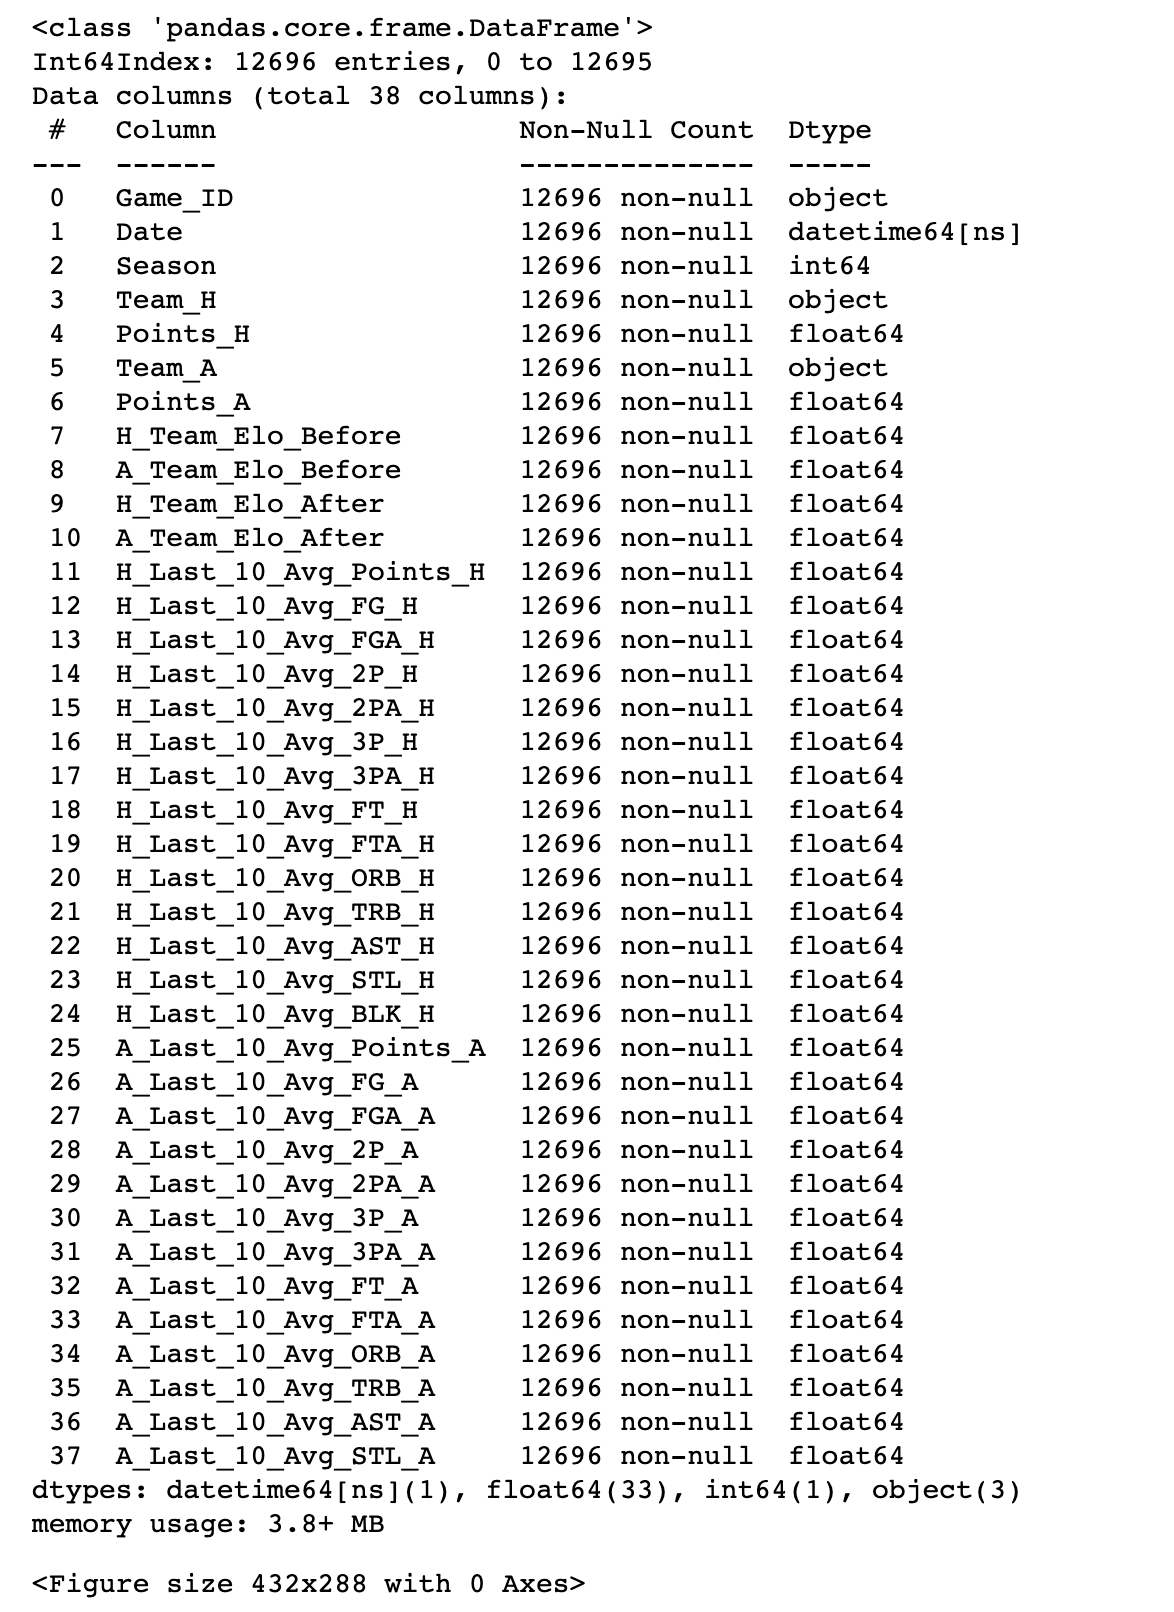 <class 'pandas.core.frame.DataFrame'>
Int64Index: 12696 entries, 0 to 12695
Data columns (total 38 columns):
 #   Column                  Non-Null Count  Dtype
---  ------                  --------------  -----
 0   Game_ID                 12696 non-null  object
 1   Date                    12696 non-null  datetime64[ns]
 2   Season                  12696 non-null  int64
 3   Team_H                  12696 non-null  object
 4   Points_H                12696 non-null  float64
 5   Team_A                  12696 non-null  object
 6   Points_A                12696 non-null  float64
 7   H_Team_Elo_Before       12696 non-null  float64
 8   A_Team_Elo_Before       12696 non-null  float64
 9   H_Team_Elo_After        12696 non-null  float64
 10  A_Team_Elo_After        12696 non-null  float64
 11  H_Last_10_Avg_Points_H  12696 non-null  float64
 12  H_Last_10_Avg_FG_H      12696 non-null  float64
 13  H_Last_10_Avg_FGA_H     12696 non-null  float64
 14  H_Last_10_Avg_2P_H      12696 non-null  float64
 15  H_Last_10_Avg_2PA_H     12696 non-null  float64
 16  H_Last_10_Avg_3P_H      12696 non-null  float64
 17  H_Last_10_Avg_3PA_H     12696 non-null  float64
 18  H_Last_10_Avg_FT_H      12696 non-null  float64
 19  H_Last_10_Avg_FTA_H     12696 non-null  float64
 20  H_Last_10_Avg_ORB_H     12696 non-null  float64
 21  H_Last_10_Avg_TRB_H     12696 non-null  float64
 22  H_Last_10_Avg_AST_H     12696 non-null  float64
 23  H_Last_10_Avg_STL_H     12696 non-null  float64
 24  H_Last_10_Avg_BLK_H     12696 non-null  float64
 25  A_Last_10_Avg_Points_A  12696 non-null  float64
 26  A_Last_10_Avg_FG_A      12696 non-null  float64
 27  A_Last_10_Avg_FGA_A     12696 non-null  float64
 28  A_Last_10_Avg_2P_A      12696 non-null  float64
 29  A_Last_10_Avg_2PA_A     12696 non-null  float64
 30  A_Last_10_Avg_3P_A      12696 non-null  float64
 31  A_Last_10_Avg_3PA_A     12696 non-null  float64
 32  A_Last_10_Avg_FT_A      12696 non-null  float64
 33  A_Last_10_Avg_FTA_A     12696 non-null  float64
 34  A_Last_10_Avg_ORB_A     12696 non-null  float64
 35  A_Last_10_Avg_TRB_A     12696 non-null  float64
 36  A_Last_10_Avg_AST_A     12696 non-null  float64
 37  A_Last_10_Avg_STL_A     12696 non-null  float64
dtypes: datetime64[ns](1), float64(33), int64(1), object(3)
memory usage: 3.8+ MB
<Figure size 432x288 with 0 Axes>